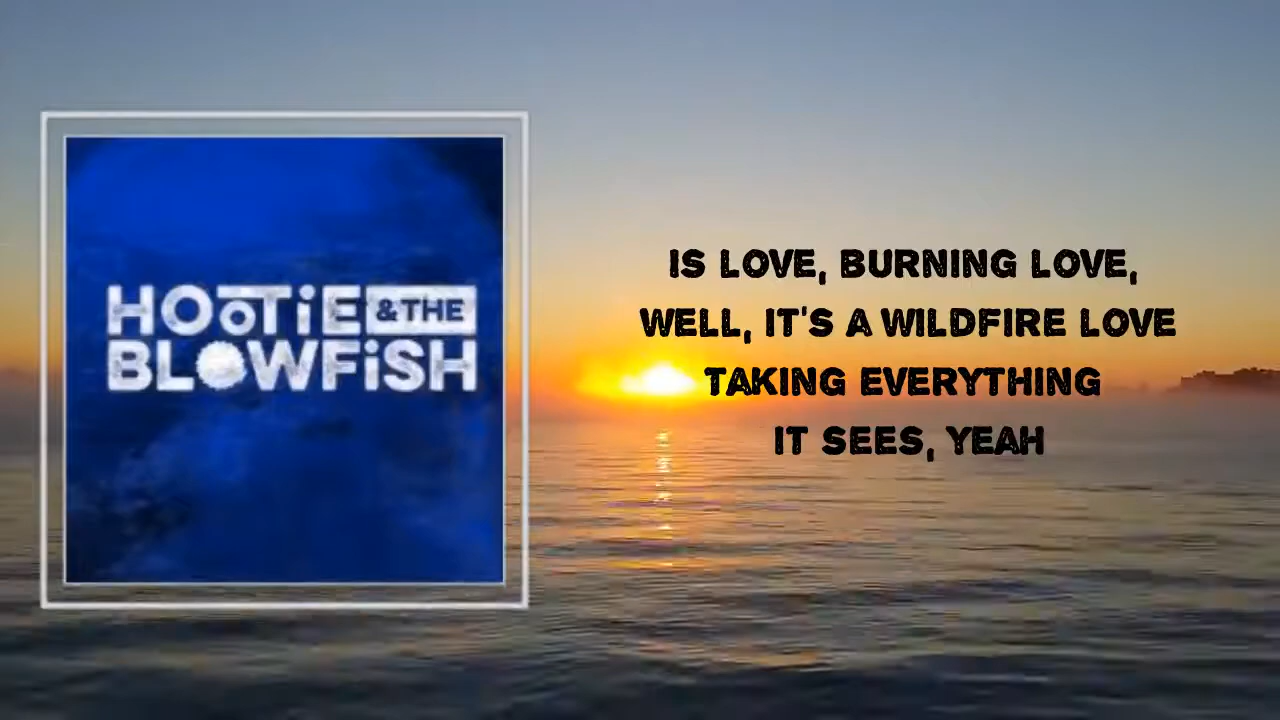 HOOTiE & THE
BLOWFiSH
IS LOVE, BURNING LOVE,
WELL, IT'S A WILDFIRE LOVE
TAKING EVERYTHING
IT SEES, YEAH